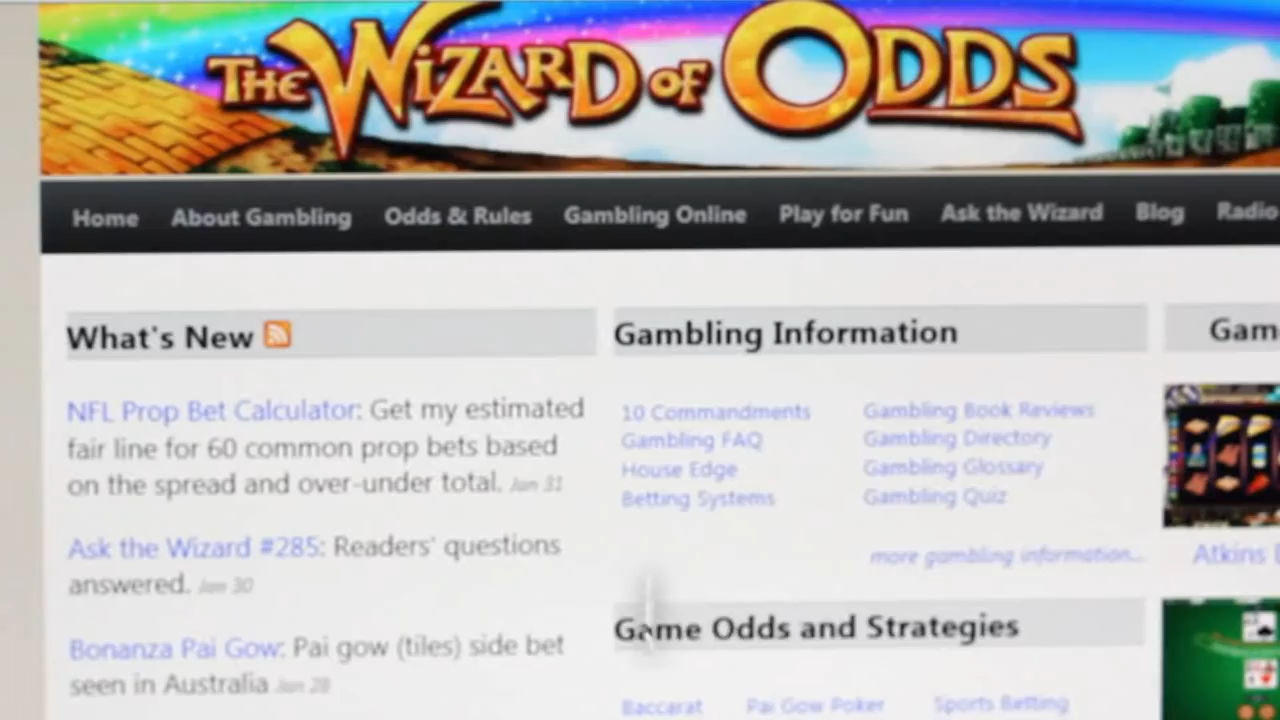 THE WIZARD OF ODDS
Home About Gambling Odds & Rules Gambling Online Play for Fun Ask the Wizard Blog Radio
What's New
NFL Prop Bet Calculator: Get my estimated
fair line for 60 common prop bets based
on the spread and over-under total. Jan 31
Ask the Wizard #285: Readers' questions
answered. Jan 30
Bonanza Pai Gow: Pai gow (tiles) side bet
seen in Australia Jan 28
Gambling Information
10 Commandments Gambling Book Reviews
Gambling FAQ Gambling Directory
House Edge Gambling Glossary
Betting Systems Gambling Quiz
more gambling information...
Game Odds and Strategies
Baccarat Pai Gow Poker Sports Betting
Gam
Atkins